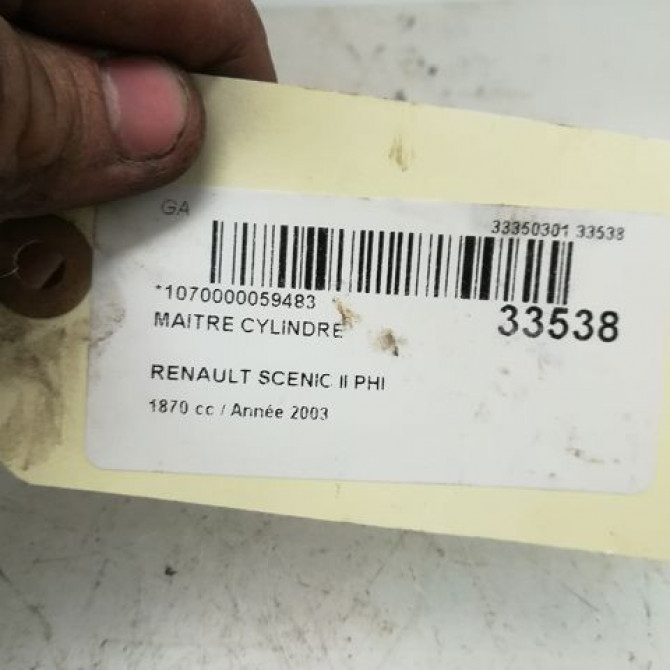 GA
33350301 33538
*1070000059483
MAITRE CYLINDRE
33538
RENAULT SCENIC II PHI
1870 cc / Année 2003